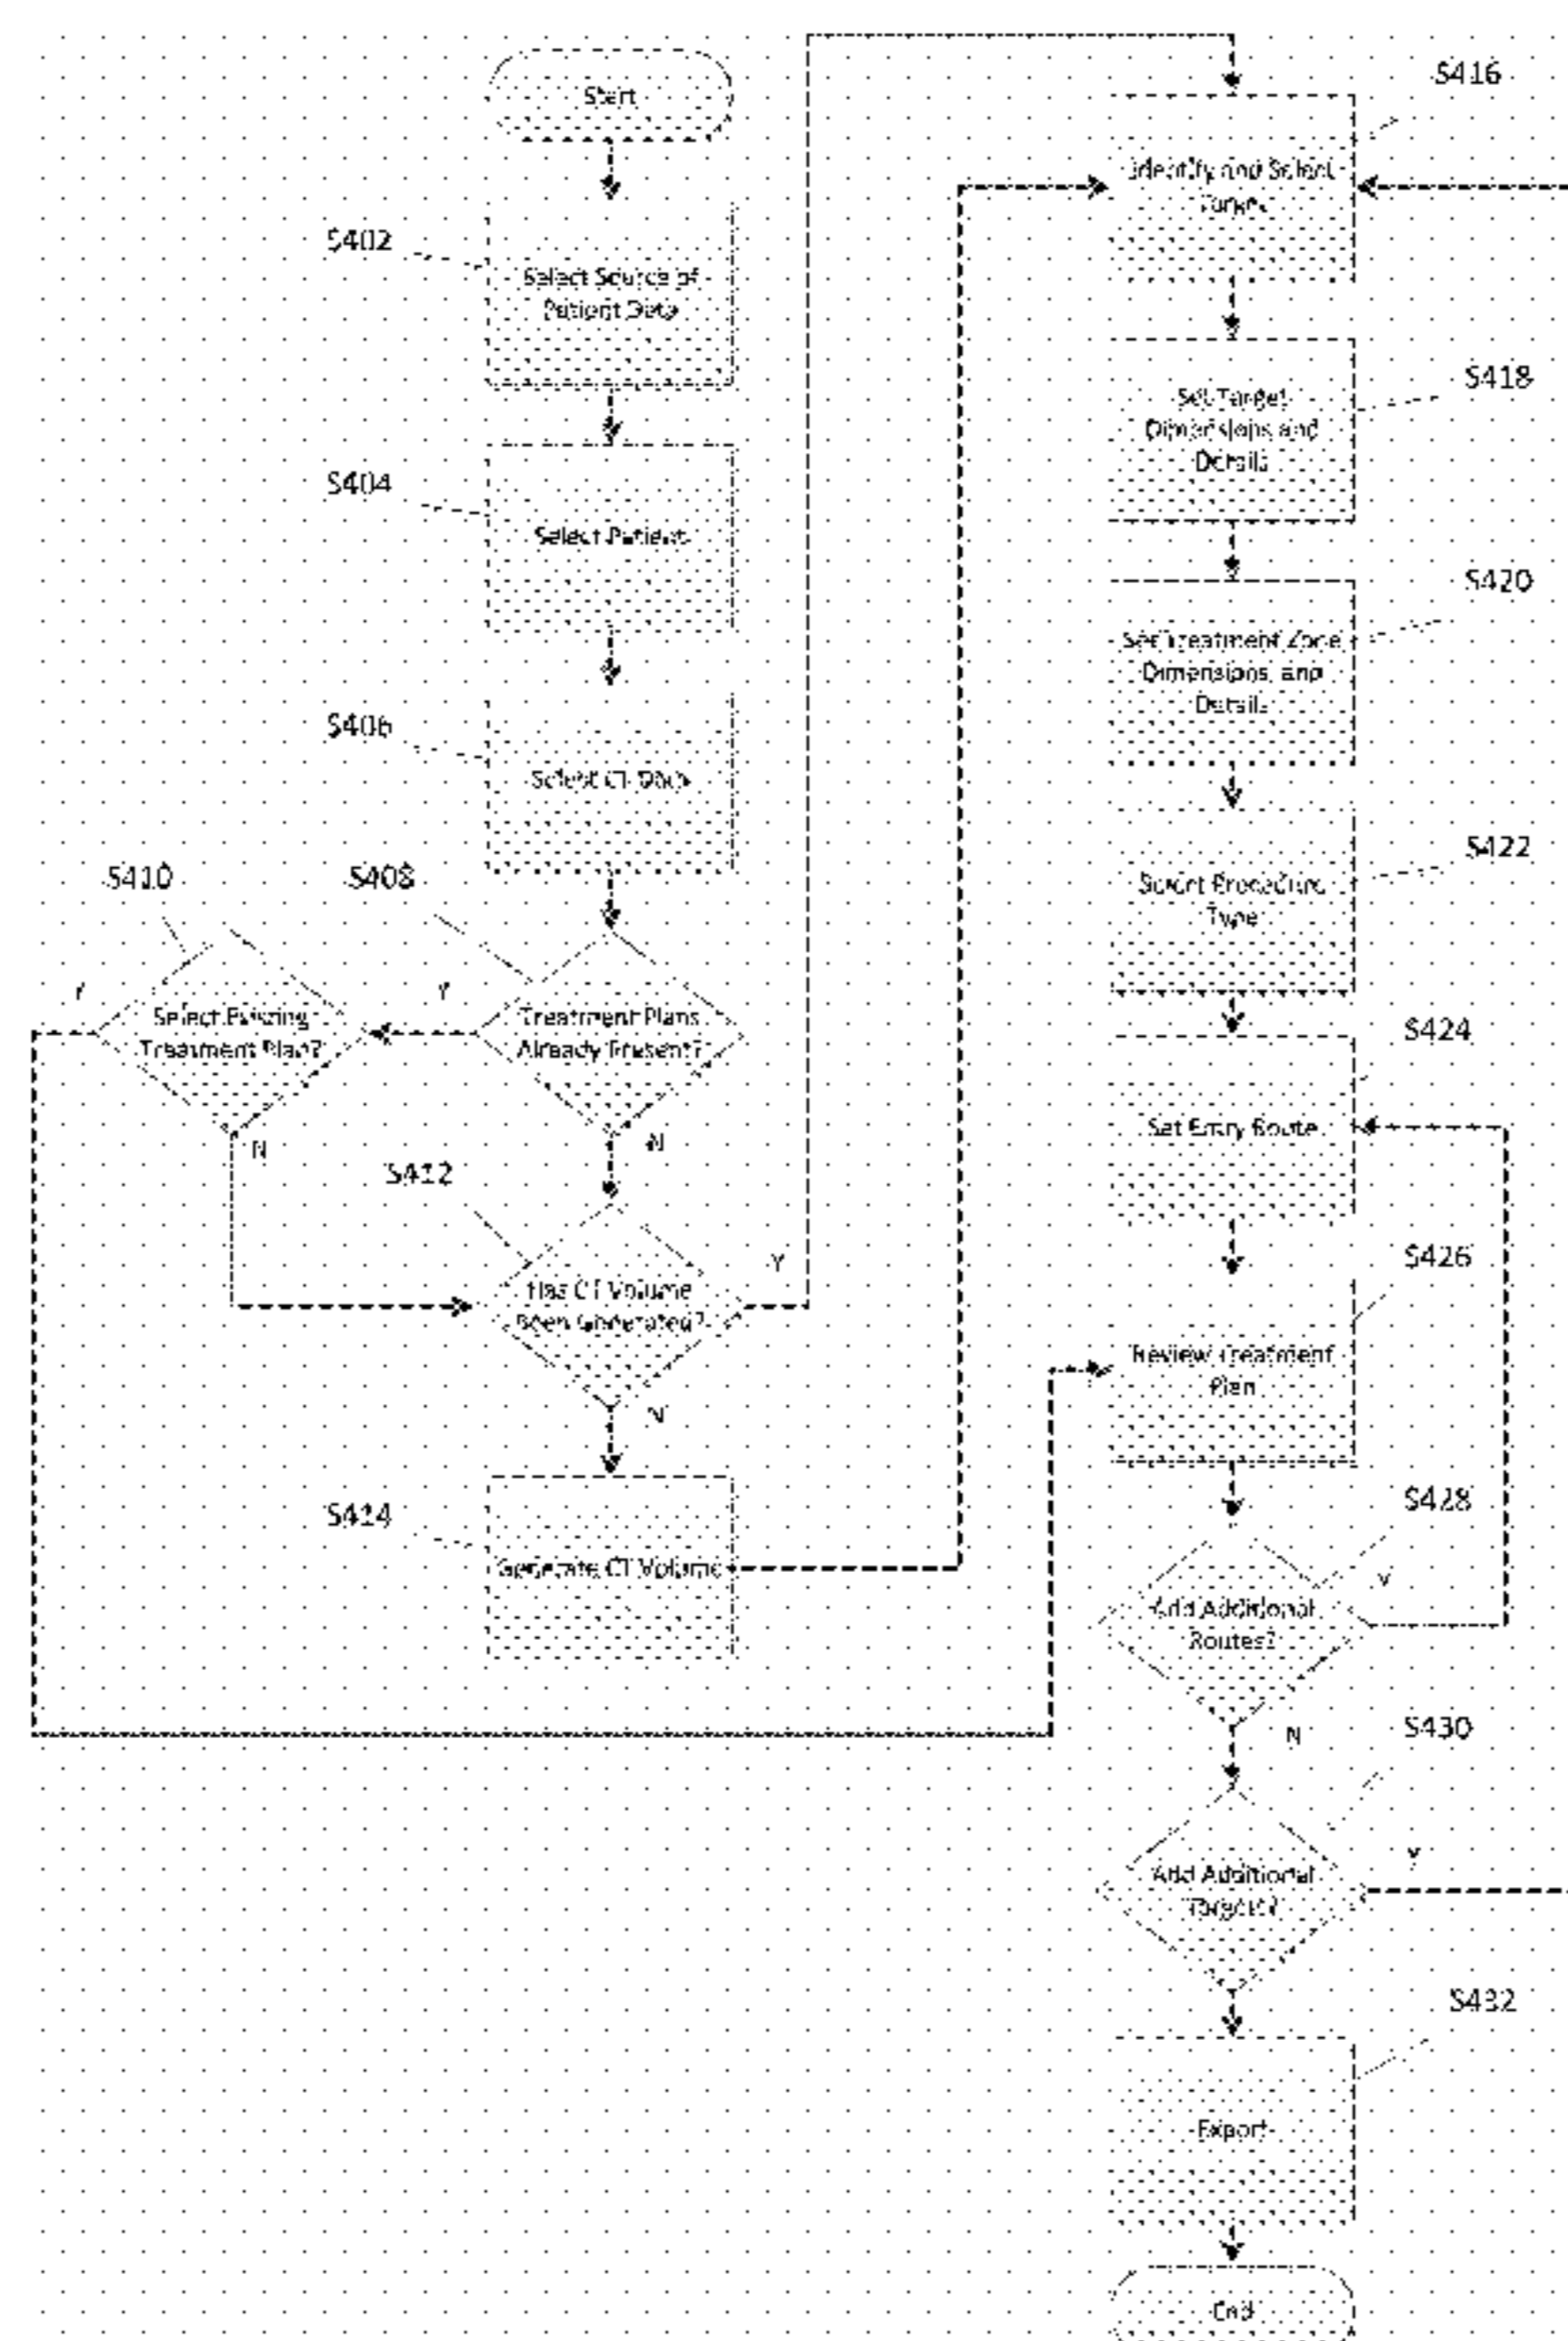 Start
S402
Select Source of
Patient Data
S404
Select Patient
S406
Select CT Data
S410
S408
Y
Y
Select Existing
Treatment Plan?
Treatment Plans
Already Present?
N
N
S412
Has CT Volume
Been Generated?
Y
N
S414
Generate CT Volume
S416
Identify and Select
Target
S418
Set Target
Dimensions and
Details
S420
Set Treatment Zone
Dimensions and
Details
S422
Select Procedure
Type
S424
Set Entry Route
S426
Review Treatment
Plan
S428
Y
Add Additional
Routes?
N
S430
Y
Add Additional
Targets?
S432
Export
End